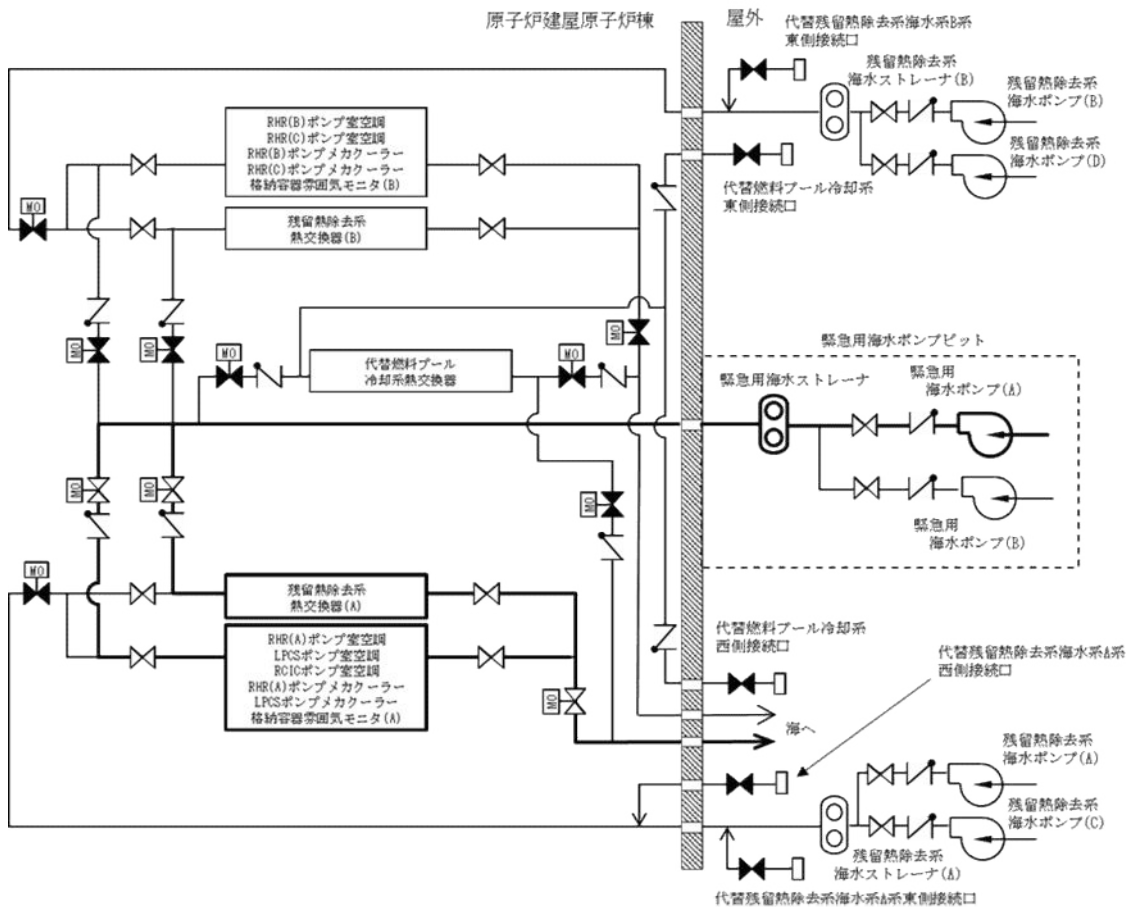 原子炉建屋原子炉棟
屋外
代替残留熱除去系海水系B系
東側接続口
残留熱除去系
海水ストレーナ(B)
残留熱除去系
海水ポンプ(B)
残留熱除去系
海水ポンプ(D)
代替燃料プール冷却系
東側接続口
RHR(B)ポンプ室空調
RHR(C)ポンプ室空調
RHR(B)ポンプメカクーラー
RHR(C)ポンプメカクーラー
格納容器雰囲気モニタ(B)
MO
残留熱除去系
熱交換器(B)
MO
MO
MO
MO
代替燃料プール
冷却系熱交換器
MO
MO
緊急用海水ポンプピット
緊急用海水ストレーナ
緊急用
海水ポンプ(A)
緊急用
海水ポンプ(B)
MO
MO
MO
MO
残留熱除去系
熱交換器(A)
RHR(A)ポンプ室空調
LPCSポンプ室空調
RCICポンプ室空調
RHR(A)ポンプメカクーラー
LPCSポンプメカクーラー
格納容器雰囲気モニタ(A)
MO
代替燃料プール冷却系
西側接続口
代替残留熱除去系海水系A系
西側接続口
海へ
残留熱除去系
海水ポンプ(A)
残留熱除去系
海水ポンプ(C)
残留熱除去系
海水ストレーナ(A)
代替残留熱除去系海水系A系東側接続口